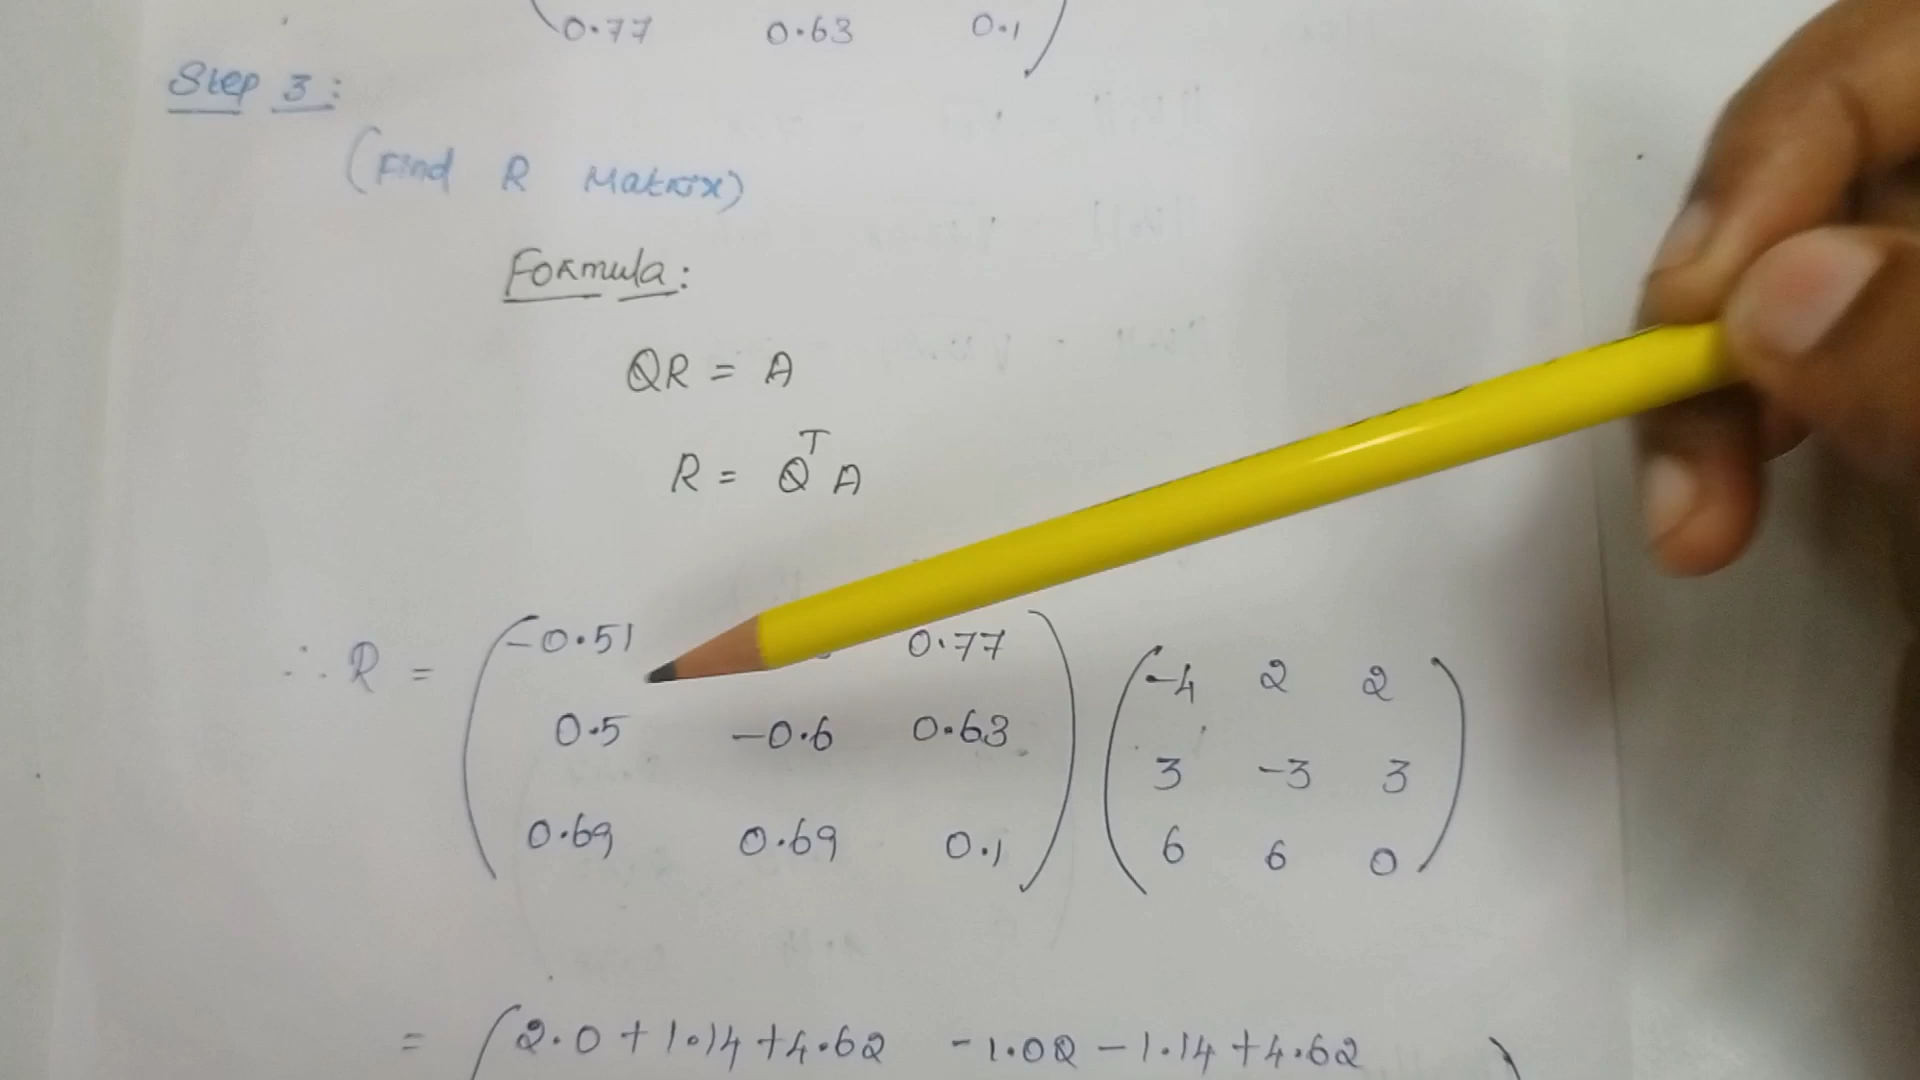 0.77 0.63 0.1
Step 3:
(Find R Matrix)
Formula:
QR = A
R = Q^T A
∴ R = (-0.51 0.77) (-4 2 2)
0.5 -0.6 0.63 3 -3 3
0.69 0.69 0.1 6 6 0
= (2.0+1.14+4.62 -1.02-1.14+4.62)